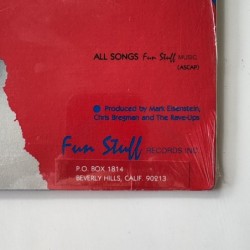 ALL SONGS Fun Stuff MUSIC
(ASCAP)
Produced by Mark Eisenstein,
Chris Bregman and The Rave-Ups
Fun Stuff RECORDS INC.
P.O. BOX 1814
BEVERLY HILLS, CALIF. 90213